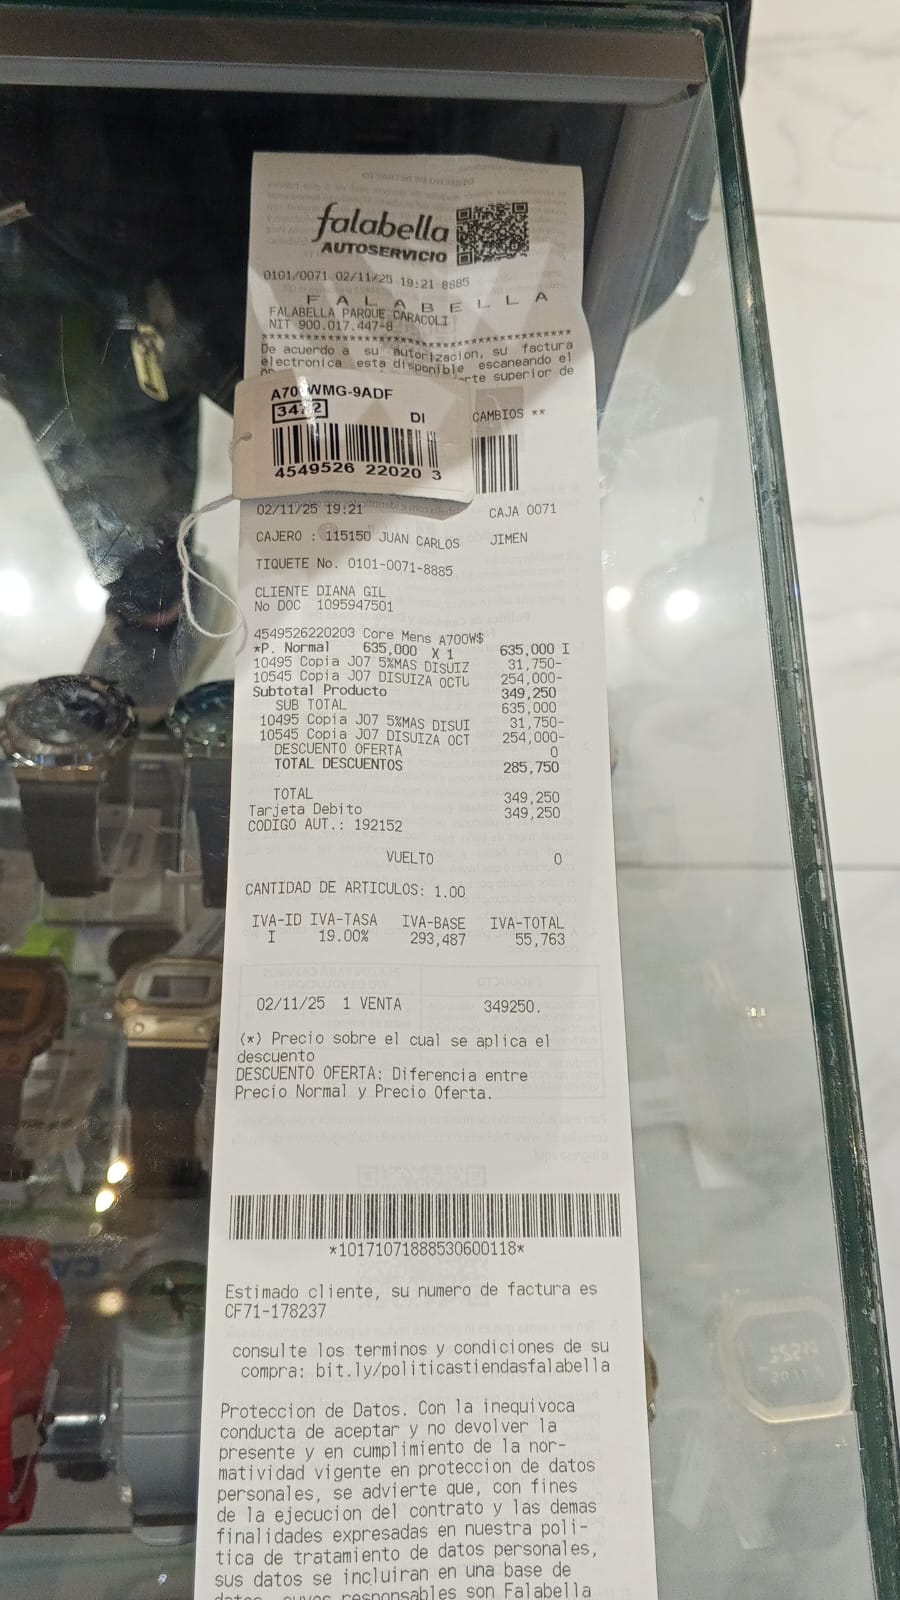 falabella
AUTOSERVICIO
0101/0071 02/11/25 19:21 8885
F A L A B E L L A
FALABELLA PARQUE CARACOLI
NIT 900.017.447-8
****************************************
De acuerdo a su autorizacion, su factura
electronica esta disponible escaneando el
rte superior de
A700WMG-9ADF
3472
DI
CAMBIOS **
4549526 22020 3
02/11/25 19:21 CAJA 0071
CAJERO : 115150 JUAN CARLOS JIMEN
TIQUETE No. 0101-0071-8885
CLIENTE DIANA GIL
No DOC 1095947501
4549526220203 Core Mens A700W$
*P. Normal 635,000 X 1 635,000 I
10495 Copia J07 5%MAS DISUIZ 31,750-
10545 Copia J07 DISUIZA OCTU 254,000-
Subtotal Producto 349,250
SUB TOTAL 635,000
10495 Copia J07 5%MAS DISUI 31,750-
10545 Copia J07 DISUIZA OCT 254,000-
DESCUENTO OFERTA 0
TOTAL DESCUENTOS 285,750
TOTAL 349,250
Tarjeta Debito 349,250
CODIGO AUT.: 192152
VUELTO 0
CANTIDAD DE ARTICULOS: 1.00
IVA-ID IVA-TASA IVA-BASE IVA-TOTAL
I 19.00% 293,487 55,763
02/11/25 1 VENTA 349250.
(*) Precio sobre el cual se aplica el
descuento
DESCUENTO OFERTA: Diferencia entre
Precio Normal y Precio Oferta.
*10171071888530600118*
Estimado cliente, su numero de factura es
CF71-178237
consulte los terminos y condiciones de su
compra: bit.ly/politicastiendasfalabella
Proteccion de Datos. Con la inequivoca
conducta de aceptar y no devolver la
presente y en cumplimiento de la nor-
matividad vigente en proteccion de datos
personales, se advierte que, con fines
de la ejecucion del contrato y las demas
finalidades expresadas en nuestra poli-
tica de tratamiento de datos personales,
sus datos se incluiran en una base de
datos, cuyos responsables son Falabella